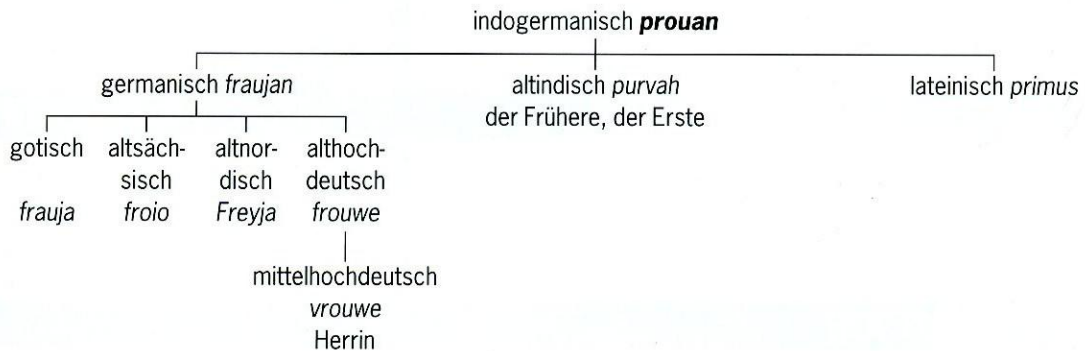 indogermanisch prouan
germanisch fraujan
altindisch purvah
der Frühere, der Erste
lateinisch primus
gotisch
frauja
altsäch-
sisch
froio
altnor-
disch
Freyja
althoch-
deutsch
frouwe
mittelhochdeutsch
vrouwe
Herrin